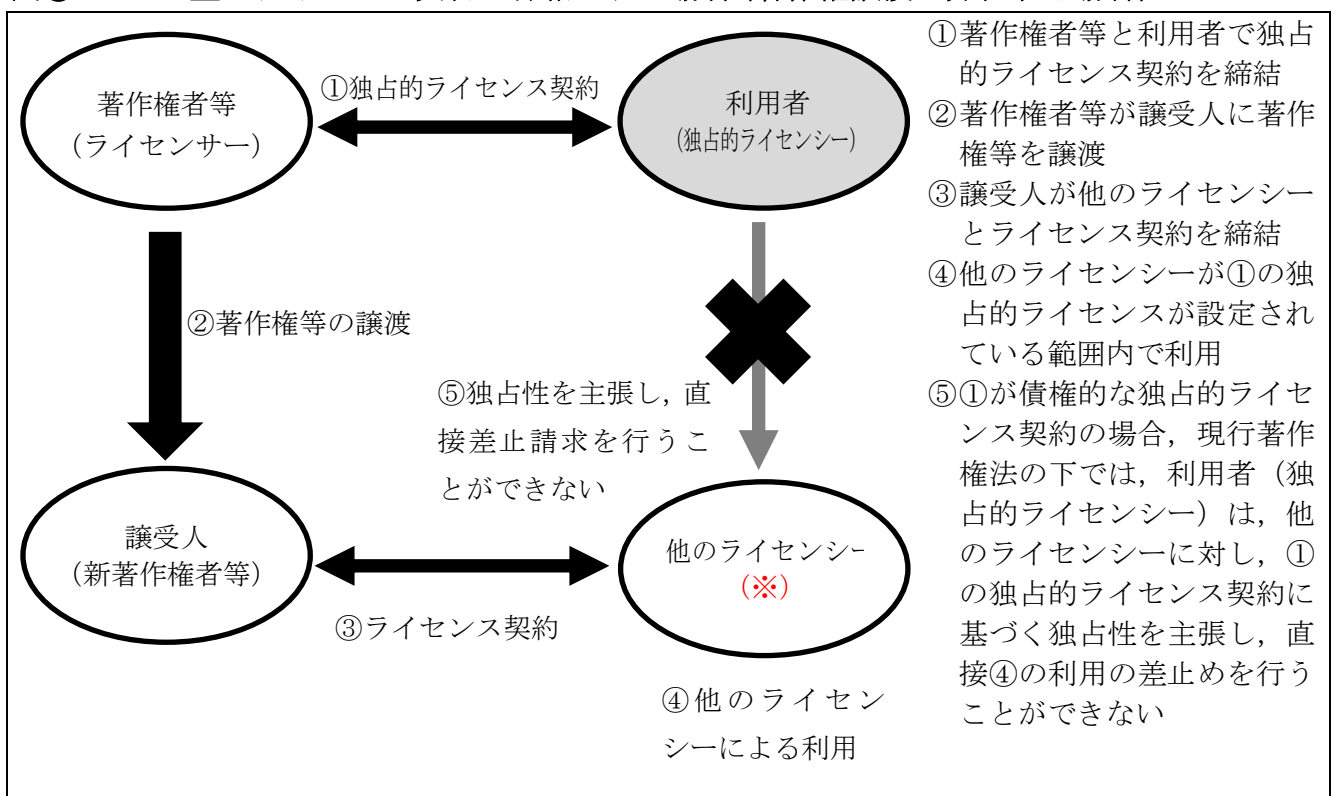 著作権者等
(ライセンサー)
①独占的ライセンス契約
利用者
(独占的ライセンシー)
②著作権等の譲渡
⑤独占性を主張し，直
接差止請求を行うこ
とができない
譲受人
(新著作権者等)
③ライセンス契約
他のライセンシー
(※)
④他のライセン
シーによる利用
①著作権者等と利用者で独占
的ライセンス契約を締結
②著作権者等が譲受人に著作
権等を譲渡
③譲受人が他のライセンシー
とライセンス契約を締結
④他のライセンシーが①の独
占的ライセンスが設定され
ている範囲内で利用
⑤①が債権的な独占的ライセ
ンス契約の場合，現行著作
権法の下では，利用者（独
占的ライセンシー）は，他
のライセンシーに対し，①
の独占的ライセンス契約に
基づく独占性を主張し，直
接④の利用の差止めを行う
ことができない